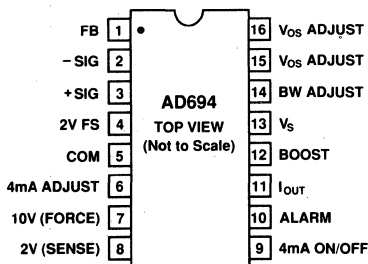 FB 1 16 VOS ADJUST
−SIG 2 15 VOS ADJUST
+SIG 3 14 BW ADJUST
AD694
2V FS 4 TOP VIEW 13 VS
(Not to Scale)
COM 5 12 BOOST
4mA ADJUST 6 11 IOUT
10V (FORCE) 7 10 ALARM
2V (SENSE) 8 9 4mA ON/OFF